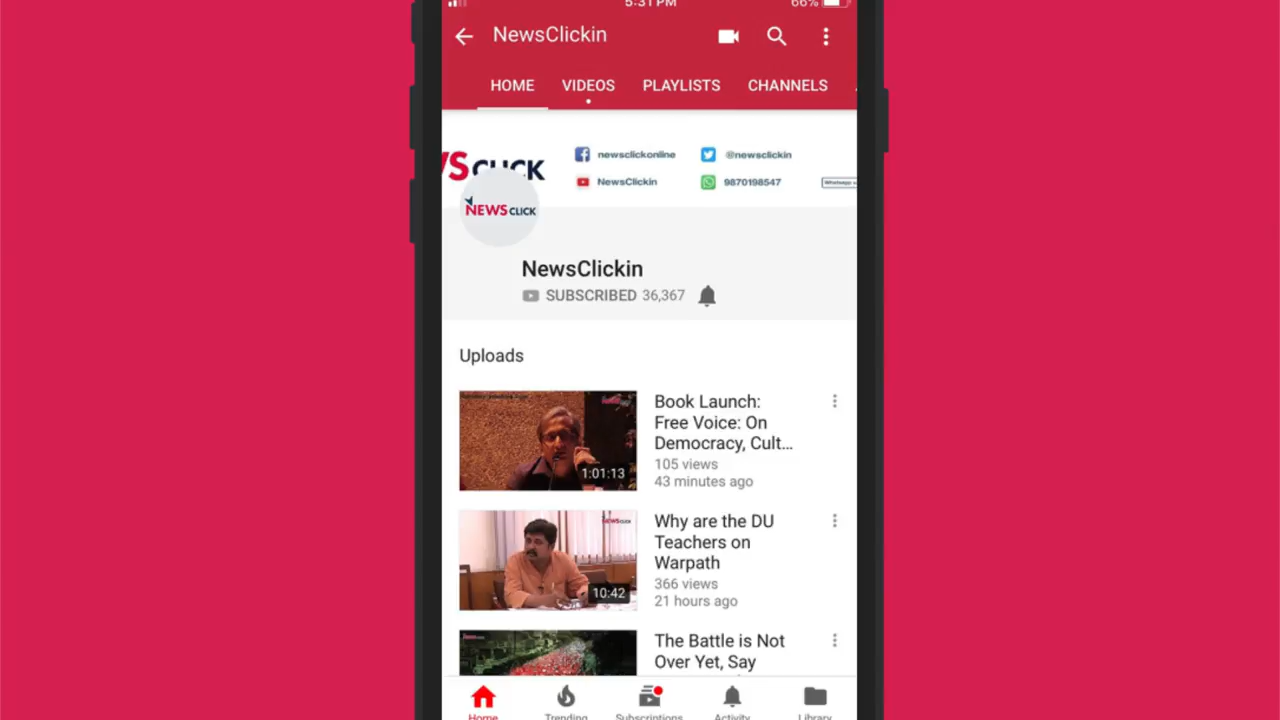 5:31 PM
66%
NewsClickin
HOME VIDEOS PLAYLISTS CHANNELS
CLICK
newsclickonline @newsclickin
NewsClickin 9870198547
Whatsapp
NEWSCLICK
NewsClickin
SUBSCRIBED 36,367
Uploads
Book Launch:
Free Voice: On
Democracy, Cult...
105 views
43 minutes ago
1:01:13
Why are the DU
Teachers on
Warpath
366 views
21 hours ago
NEWSCLICK
10:42
The Battle is Not
Over Yet, Say
Home Trending Subscriptions Activity Library